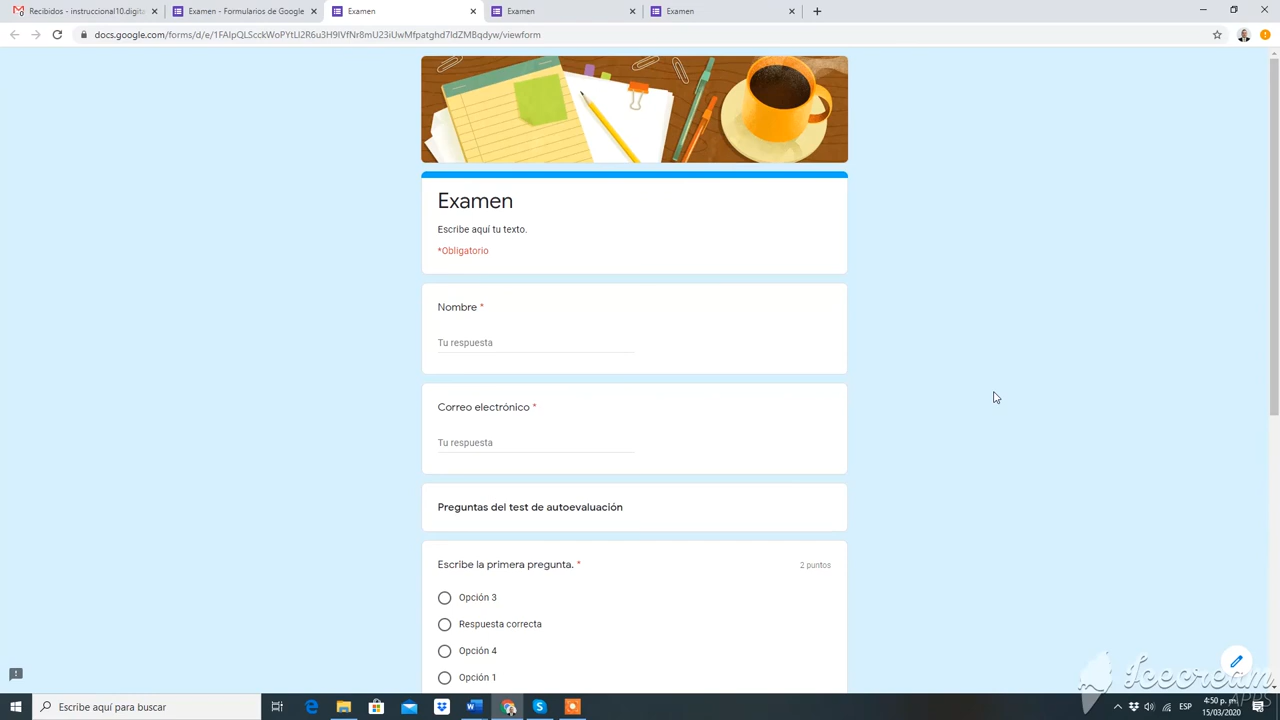 Recibidos - instruccional10.digita
Examen - Formularios de Google
Examen
Examen
Examen
docs.google.com/forms/d/e/1FAIpQLScckWoPYtLl2R6u3H9IVfNr8mU23iUwMfpatghd7IdZMBqdyw/viewform
Examen
Escribe aquí tu texto.
*Obligatorio
Nombre *
Tu respuesta
Correo electrónico *
Tu respuesta
Preguntas del test de autoevaluación
Escribe la primera pregunta. *
2 puntos
Opción 3
Respuesta correcta
Opción 4
Opción 1
Icecream
APPS
Escribe aquí para buscar
ESP
4:50 p. m.
15/03/2020